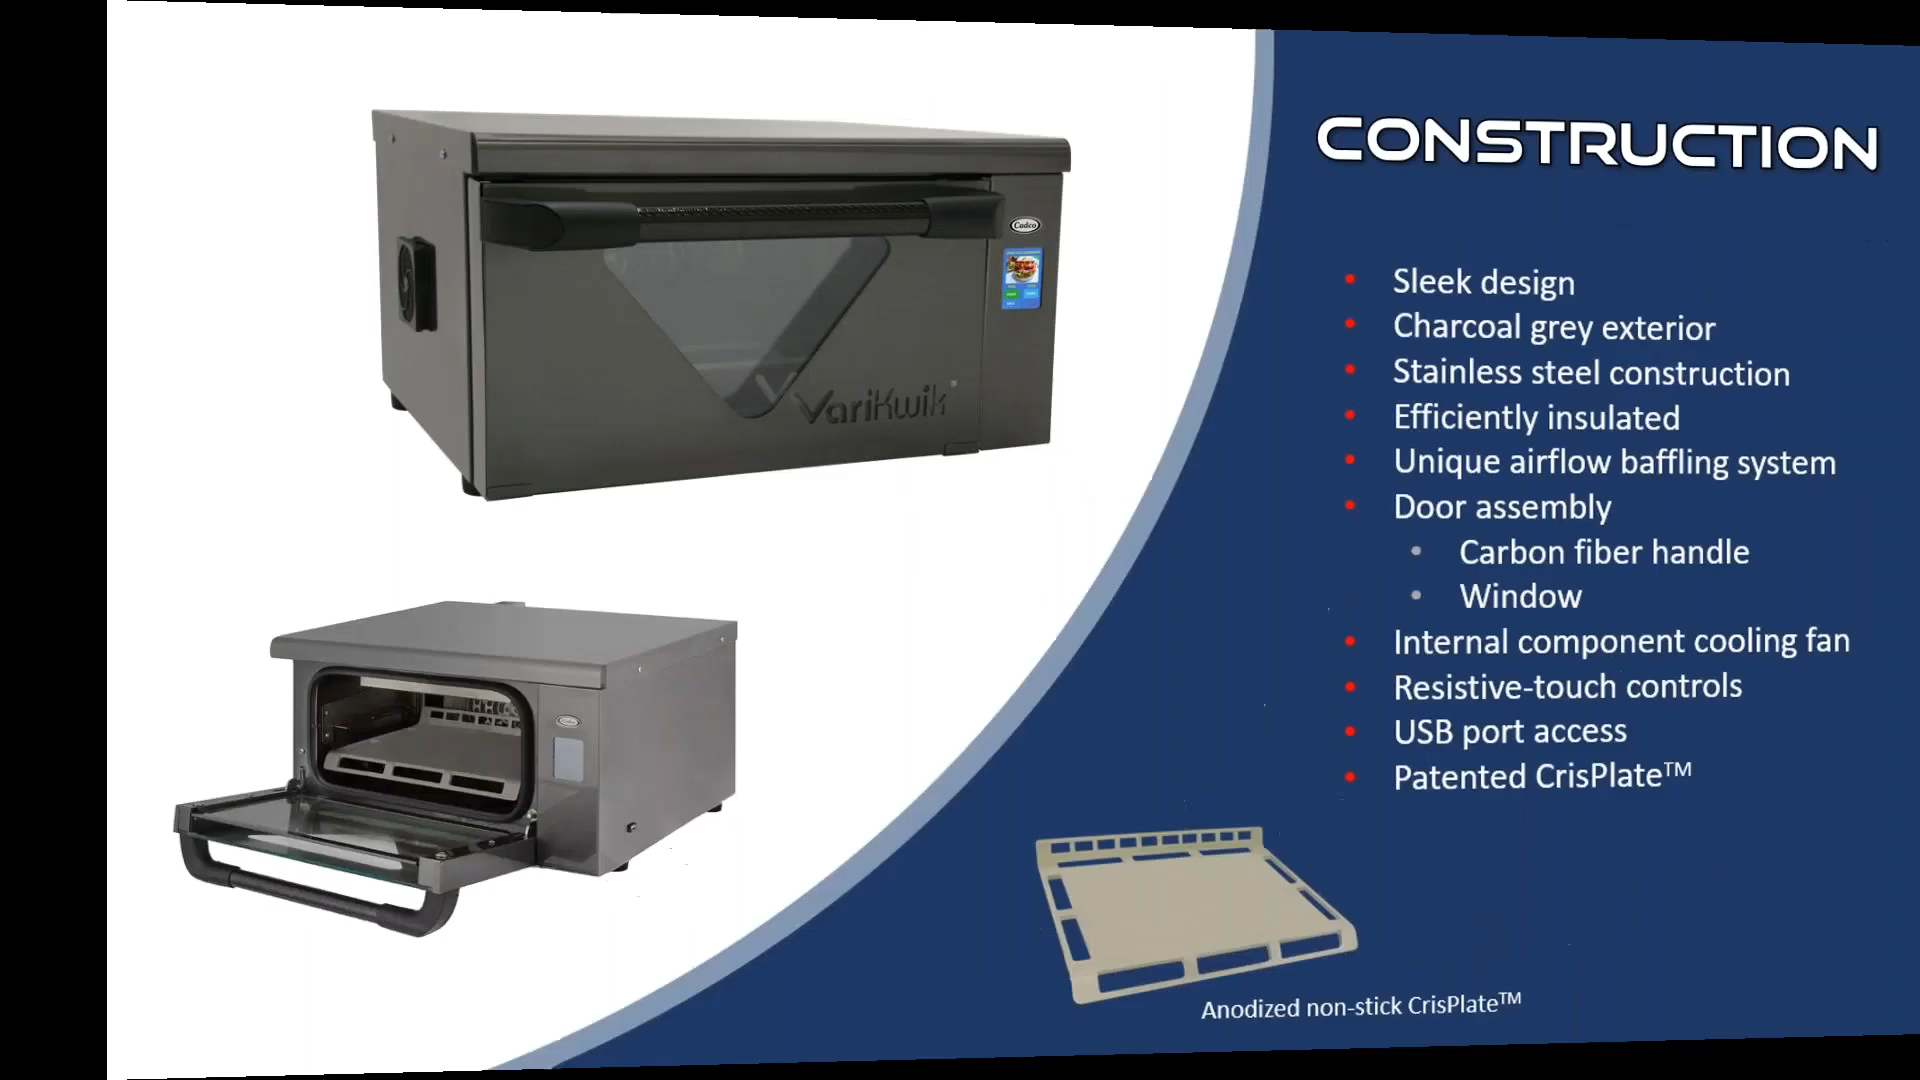 CONSTRUCTION
Cadco
Sleek design
Charcoal grey exterior
Stainless steel construction
Efficiently insulated
Unique airflow baffling system
Door assembly
Carbon fiber handle
Window
Internal component cooling fan
Resistive-touch controls
USB port access
Patented CrisPlate™
VariKwik
Anodized non-stick CrisPlate™